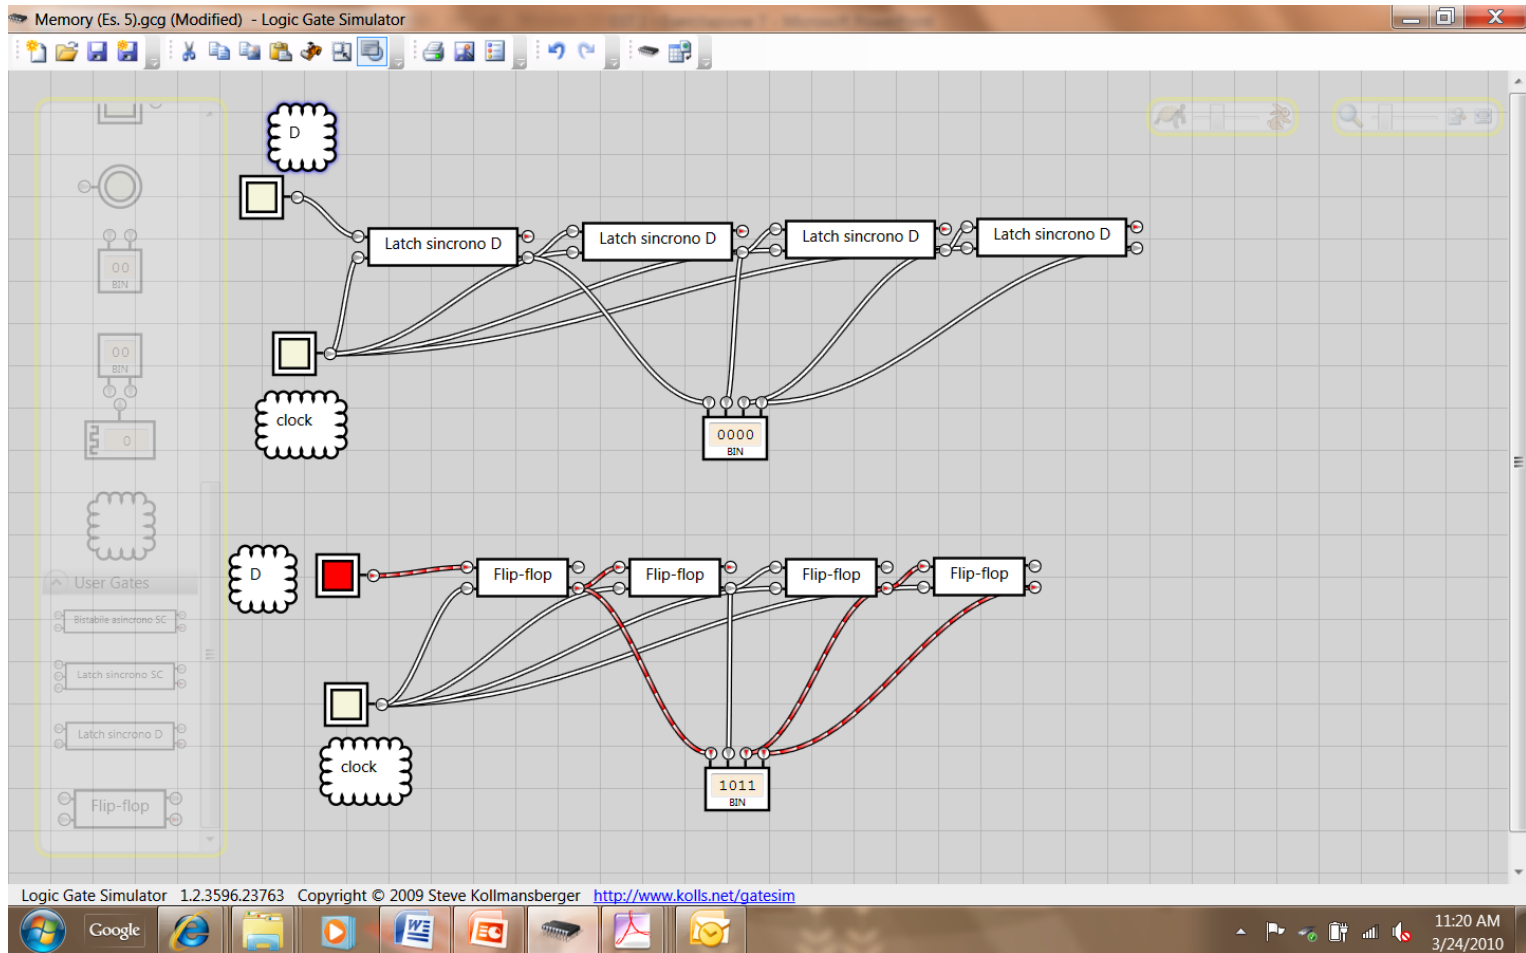 Memory (Es. 5).gcg (Modified) - Logic Gate Simulator
D
Latch sincrono D
Latch sincrono D
Latch sincrono D
Latch sincrono D
00
BIN
00
BIN
0
clock
0000
BIN
D
Flip-flop
Flip-flop
Flip-flop
Flip-flop
User Gates
Bistabile asincrono SC
Latch sincrono SC
Latch sincrono D
Flip-flop
clock
1011
BIN
Logic Gate Simulator 1.2.3596.23763 Copyright © 2009 Steve Kollmansberger http://www.kolls.net/gatesim
Google
11:20 AM
3/24/2010